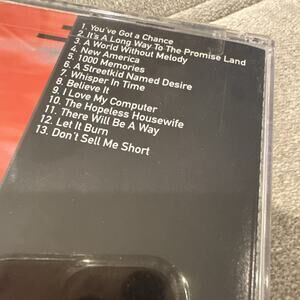 1. You've Got a Chance
2. It's A Long Way To The Promise Land
3. A World Without Melody
4. New America
5. 1000 Memories
6. A Streetkid Named Desire
7. Whisper In Time
8. Believe It
9. I Love My Computer
10. The Hopeless Housewife
11. There Will Be A Way
12. Let It Burn
13. Don't Sell Me Short